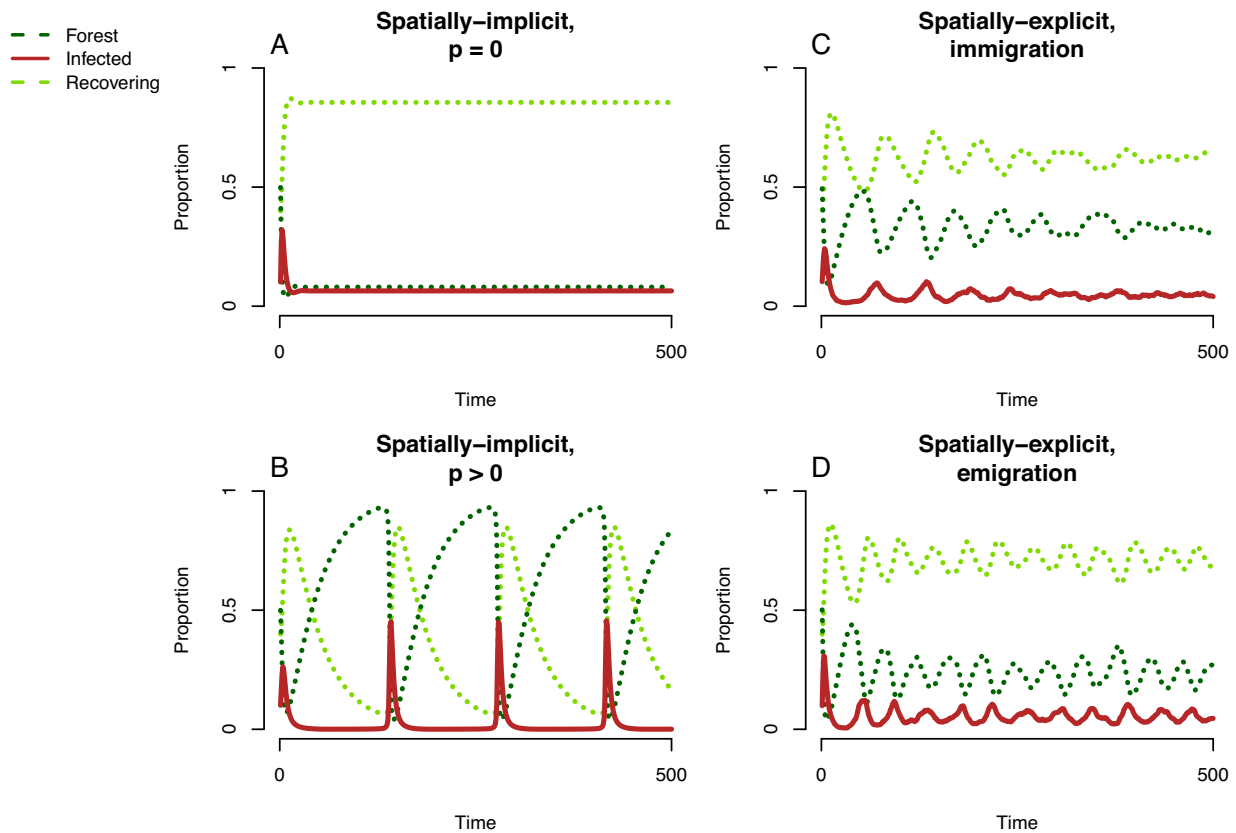 Forest
Infected
Recovering
A
Spatially−implicit,
p = 0
1
0.5
0
Proportion
0
500
Time
C
Spatially−explicit,
immigration
1
0.5
0
Proportion
0
500
Time
B
Spatially−implicit,
p > 0
1
0.5
0
Proportion
0
500
Time
D
Spatially−explicit,
emigration
1
0.5
0
Proportion
0
500
Time